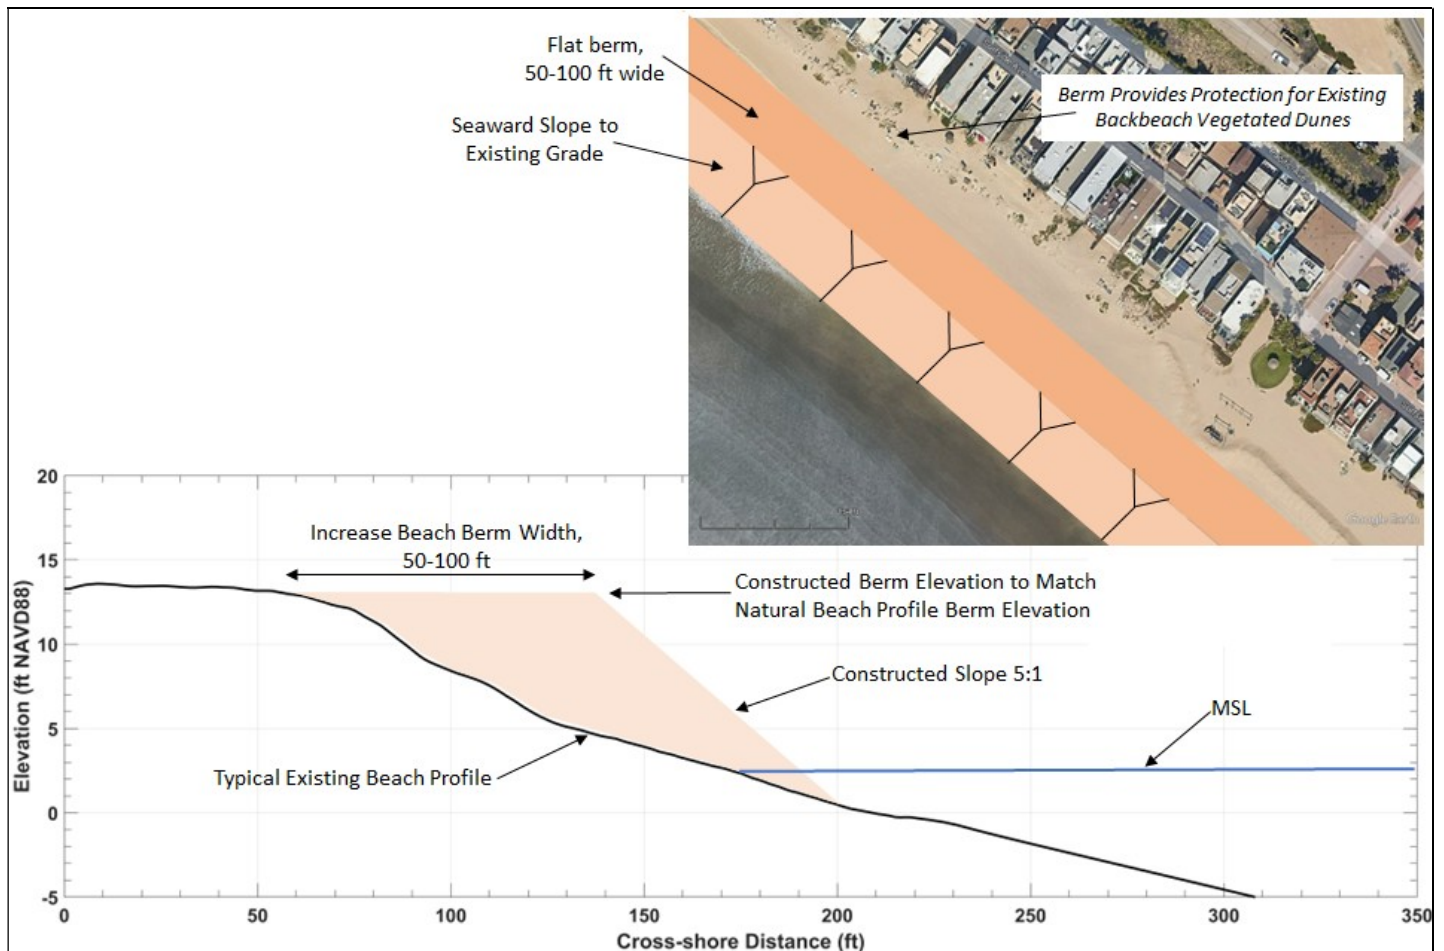 Flat berm,
50-100 ft wide
Seaward Slope to
Existing Grade
Berm Provides Protection for Existing
Backbeach Vegetated Dunes
Google Earth
Increase Beach Berm Width,
50-100 ft
Constructed Berm Elevation to Match
Natural Beach Profile Berm Elevation
Constructed Slope 5:1
MSL
Typical Existing Beach Profile
Elevation (ft NAVD88)
20
15
10
5
0
-5
0 50 100 150 200 250 300 350
Cross-shore Distance (ft)